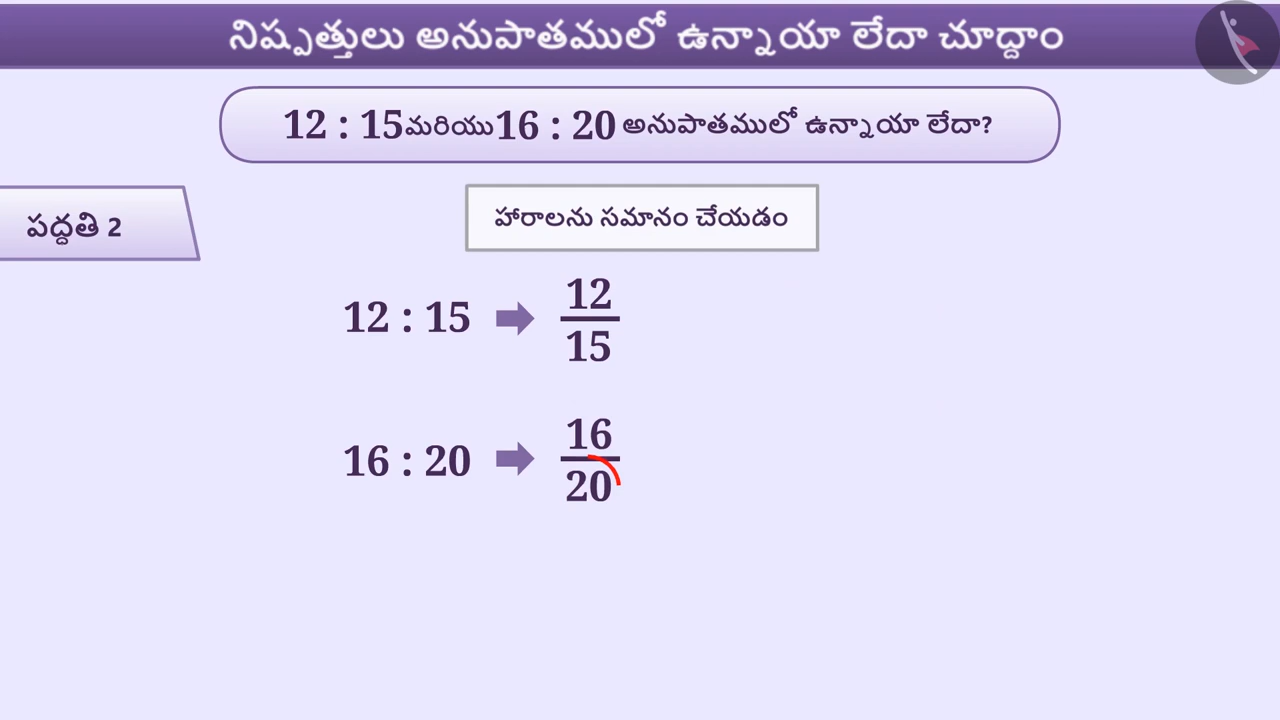 నిష్పత్తులు అనుపాతములో ఉన్నాయా లేదా చూద్దాం
12 : 15 మరియు 16 : 20 అనుపాతములో ఉన్నాయా లేదా?
పద్ధతి 2
హారాలను సమానం చేయడం
12 : 15 12
15
16 : 20 16
20